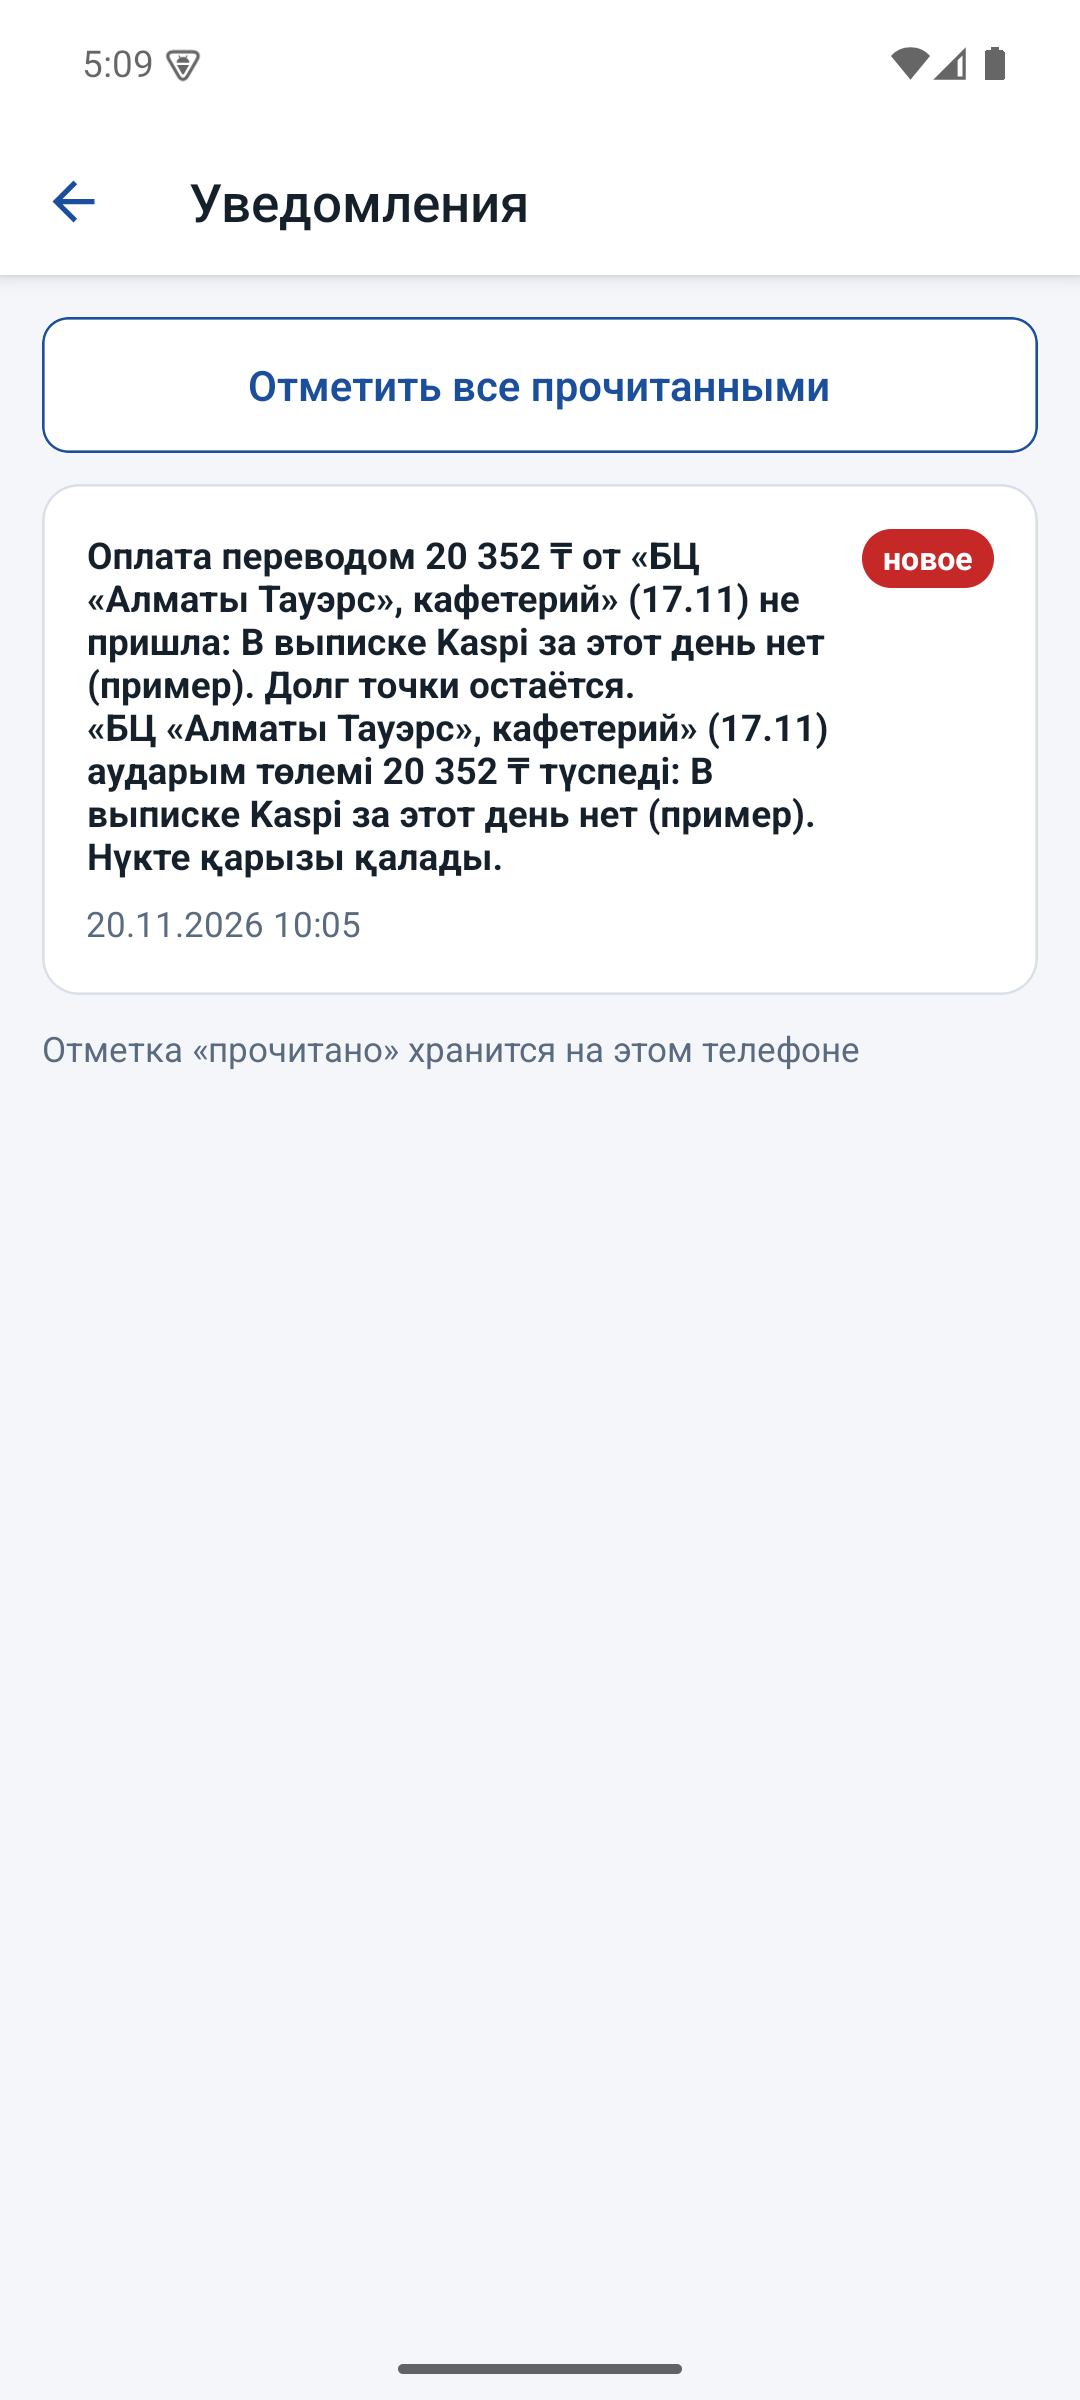 5:09
Уведомления
Отметить все прочитанными
Оплата переводом 20 352 ₸ от «БЦ
«Алматы Тауэрс», кафетерий» (17.11) не
пришла: В выписке Kaspi за этот день нет
(пример). Долг точки остаётся.
«БЦ «Алматы Тауэрс», кафетерий» (17.11)
аударым төлемі 20 352 ₸ түспеді: В
выписке Kaspi за этот день нет (пример).
Нүкте қарызы қалады.
новое
20.11.2026 10:05
Отметка «прочитано» хранится на этом телефоне